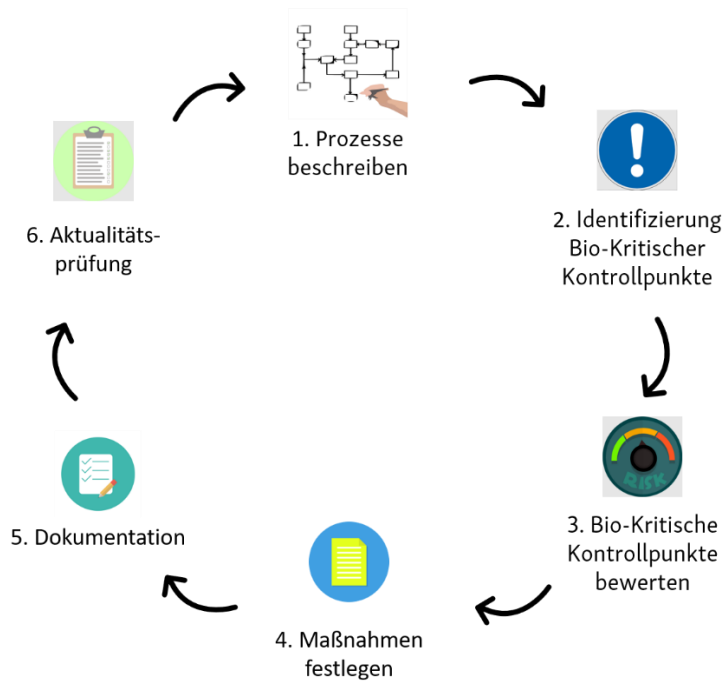 1. Prozesse
beschreiben
2. Identifizierung
Bio-Kritischer
Kontrollpunkte
RISK
3. Bio-Kritische
Kontrollpunkte
bewerten
4. Maßnahmen
festlegen
5. Dokumentation
6. Aktualitäts-
prüfung